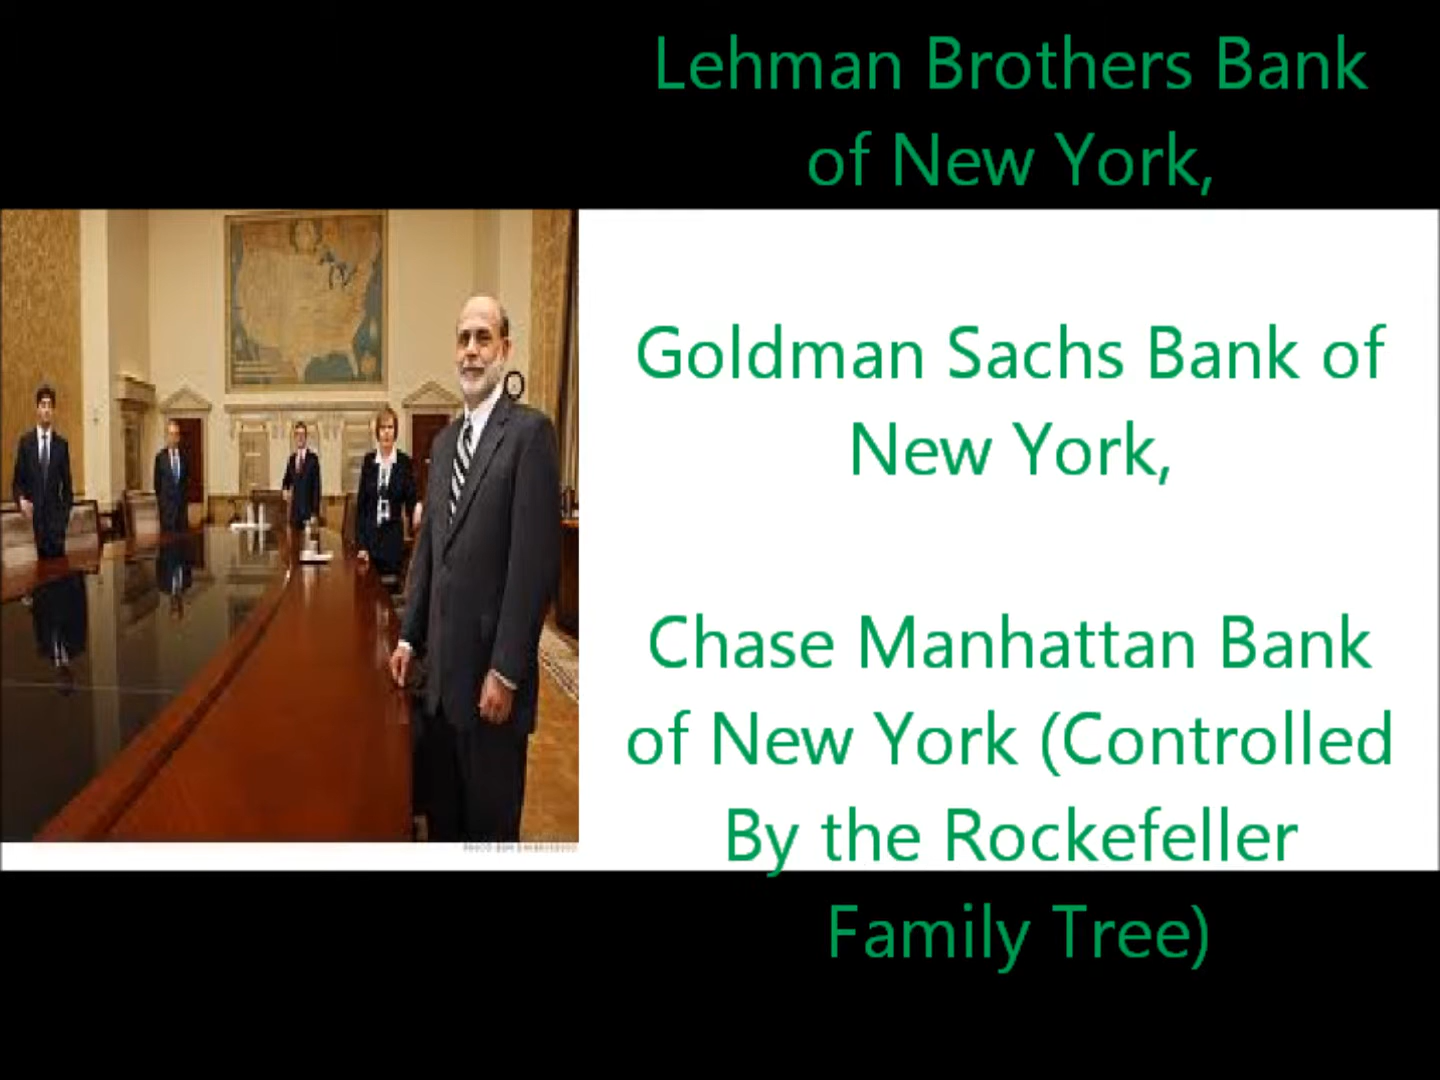 Lehman Brothers Bank
of New York,
Goldman Sachs Bank of
New York,
Chase Manhattan Bank
of New York (Controlled
By the Rockefeller
Family Tree)